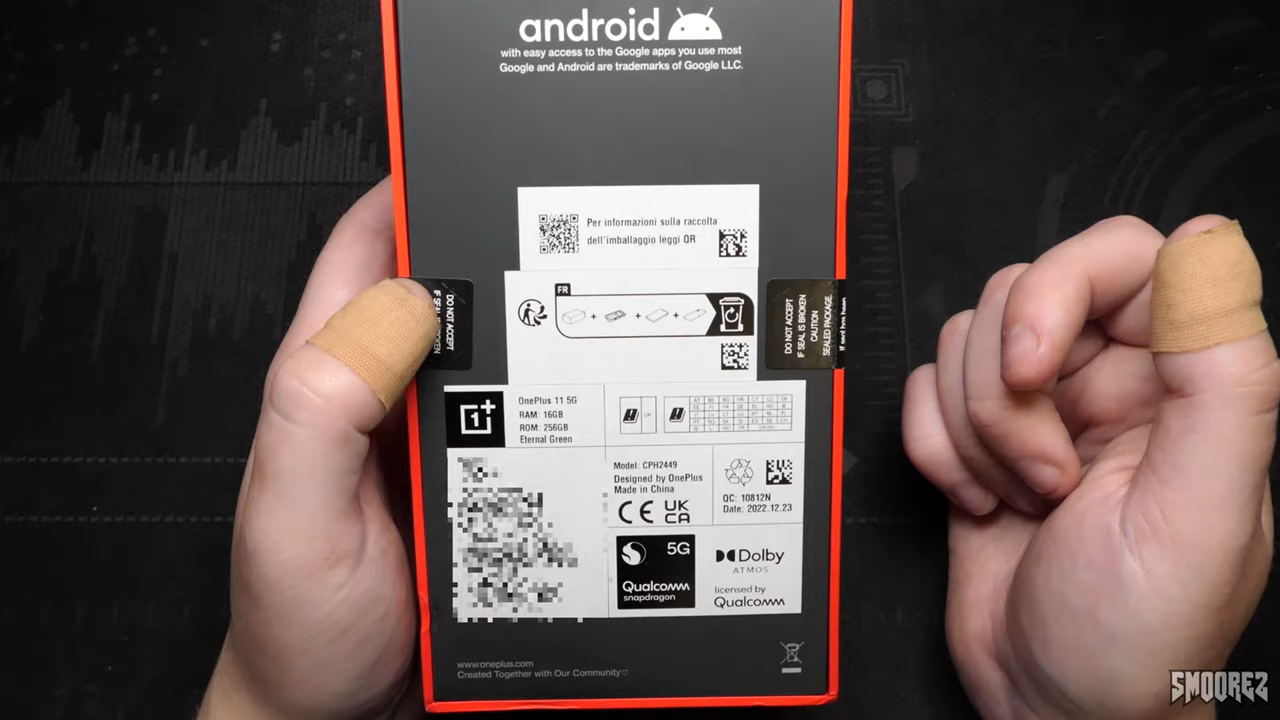 android
with easy access to the Google apps you use most
Google and Android are trademarks of Google LLC.
Per informazioni sulla raccolta
dell'imballaggio leggi QR
FR
+ + +
DO NOT ACCEPT
DO NOT ACCEPT
IF SEAL IS BROKEN
CAUTION
SEALED PACKAGE
OnePlus 11 5G
RAM: 16GB
ROM: 256GB
Eternal Green
Model: CPH2449
Designed by OnePlus
Made in China
CE UK
CA
QC: 10812N
Date: 2022.12.23
5G
Qualcomm
snapdragon
Dolby
ATMOS
licensed by
Qualcomm
www.oneplus.com
Created Together with Our Community
SMOOREZ